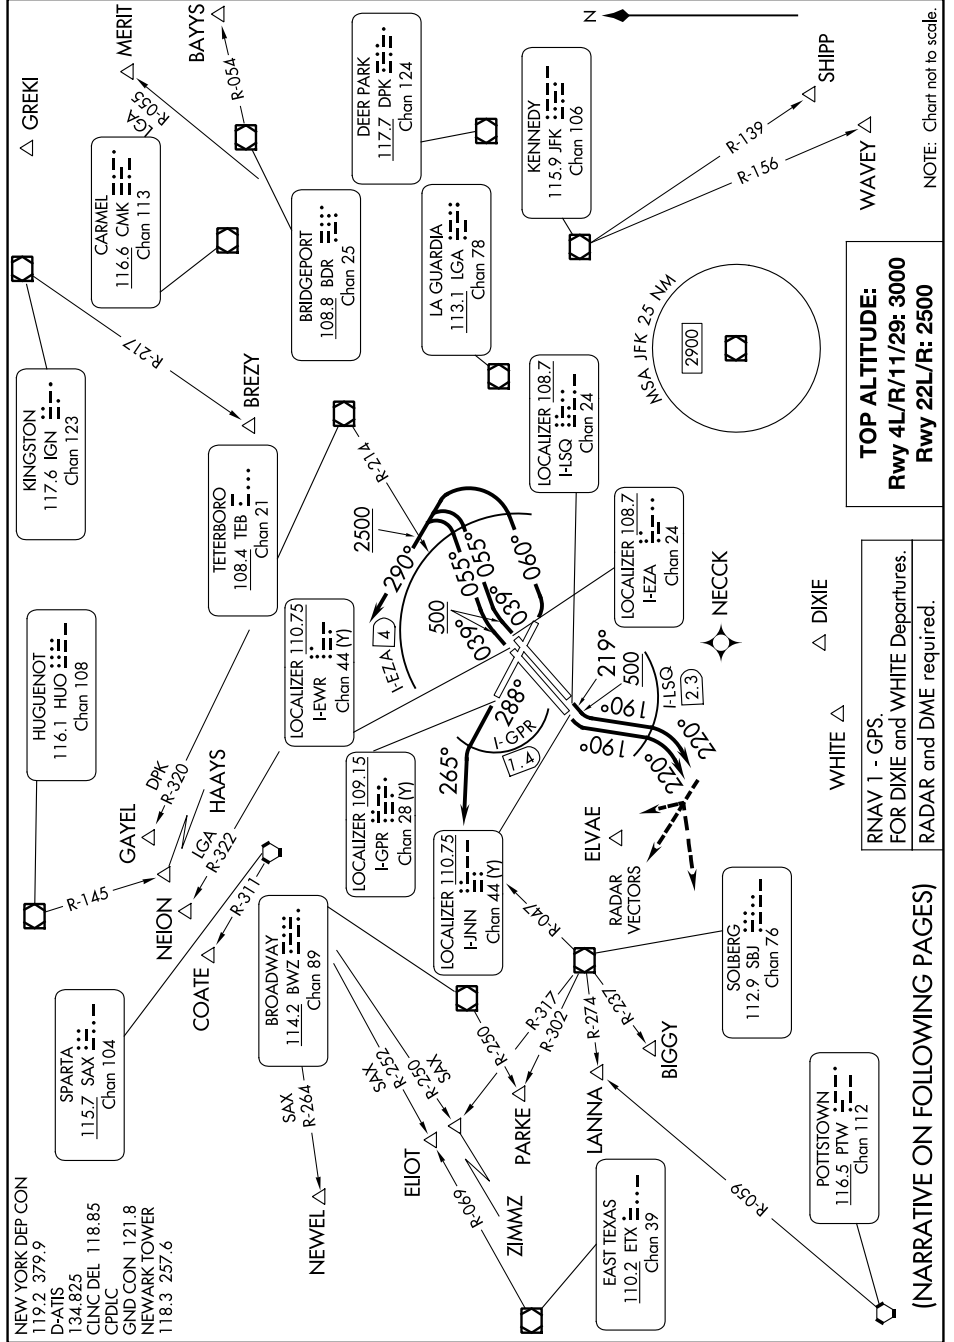 NEW YORK DEP CON
119.2 379.9
D-ATIS
134.825
CLNC DEL 118.85
CPDLC
GND CON 121.8
NEWARK TOWER
118.3 257.6
SPARTA
115.7 SAX
Chan 104
HUGUENOT
116.1 HUO
Chan 108
KINGSTON
117.6 IGN
Chan 123
CARMEL
116.6 CMK
Chan 113
GREKI
MERIT
LGA
R-055
BAYYS
R-054
R-217
BREZY
BRIDGEPORT
108.8 BDR
Chan 25
DEER PARK
117.7 DPK
Chan 124
LA GUARDIA
113.1 LGA
Chan 78
KENNEDY
115.9 JFK
Chan 106
N
R-139
SHIPP
R-156
WAVEY
NOTE: Chart not to scale.
TETERBORO
108.4 TEB
Chan 21
R-214
R-145
GAYEL
DPK
R-320
HAAYS
NEION
LGA
R-322
COATE
R-311
NEWEL
SAX
R-264
BROADWAY
114.2 BWZ
Chan 89
LOCALIZER 110.75
I-EWR
Chan 44 (Y)
LOCALIZER 109.15
I-GPR
Chan 28 (Y)
LOCALIZER 110.75
I-JNN
Chan 44 (Y)
LOCALIZER 108.7
I-LSQ
Chan 24
LOCALIZER 108.7
I-EZA
Chan 24
2500
290°
I-EZA
4
500
039°
055°
055°
039°
060°
288°
265°
I-GPR
1.4
219°
500
190°
190°
I-LSQ
2.3
220°
220°
NECCK
MSA JFK 25 NM
2900
SAX
R-252
SAX
R-250
R-250
ELIOT
R-069
ZIMMZ
PARKE
R-317
R-302
R-047
R-274
R-237
LANNA
BIGGY
R-059
EAST TEXAS
110.2 ETX
Chan 39
POTTSTOWN
116.5 PTW
Chan 112
SOLBERG
112.9 SBJ
Chan 76
ELVAE
RADAR
VECTORS
WHITE
DIXIE
TOP ALTITUDE:
Rwy 4L/R/11/29: 3000
Rwy 22L/R: 2500
RNAV 1 - GPS.
FOR DIXIE and WHITE Departures.
RADAR and DME required.
(NARRATIVE ON FOLLOWING PAGES)